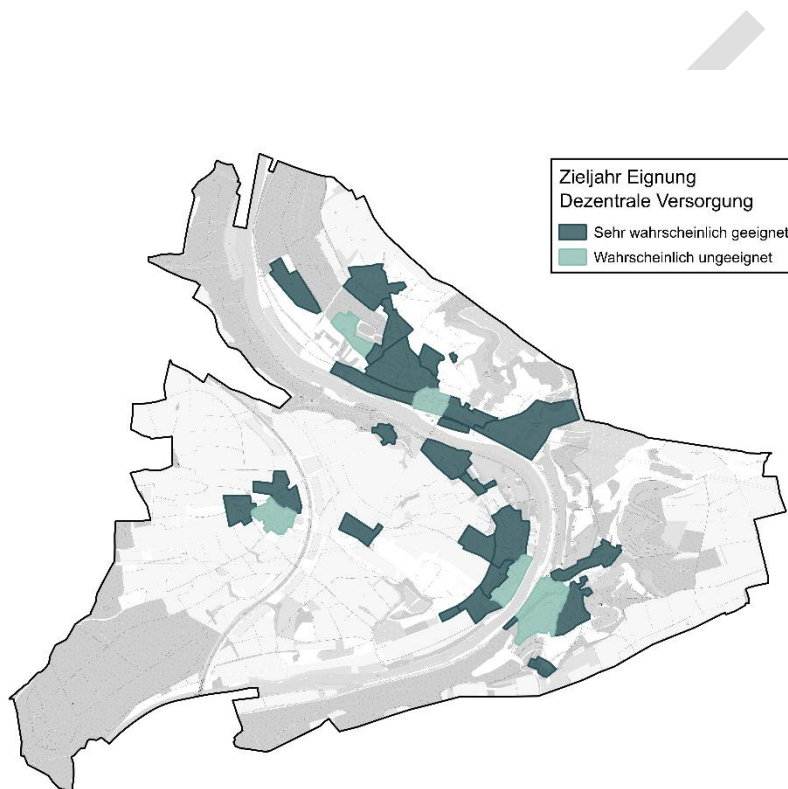 Zieljahr Eignung
Dezentrale Versorgung
Sehr wahrscheinlich geeignet
Wahrscheinlich ungeeignet